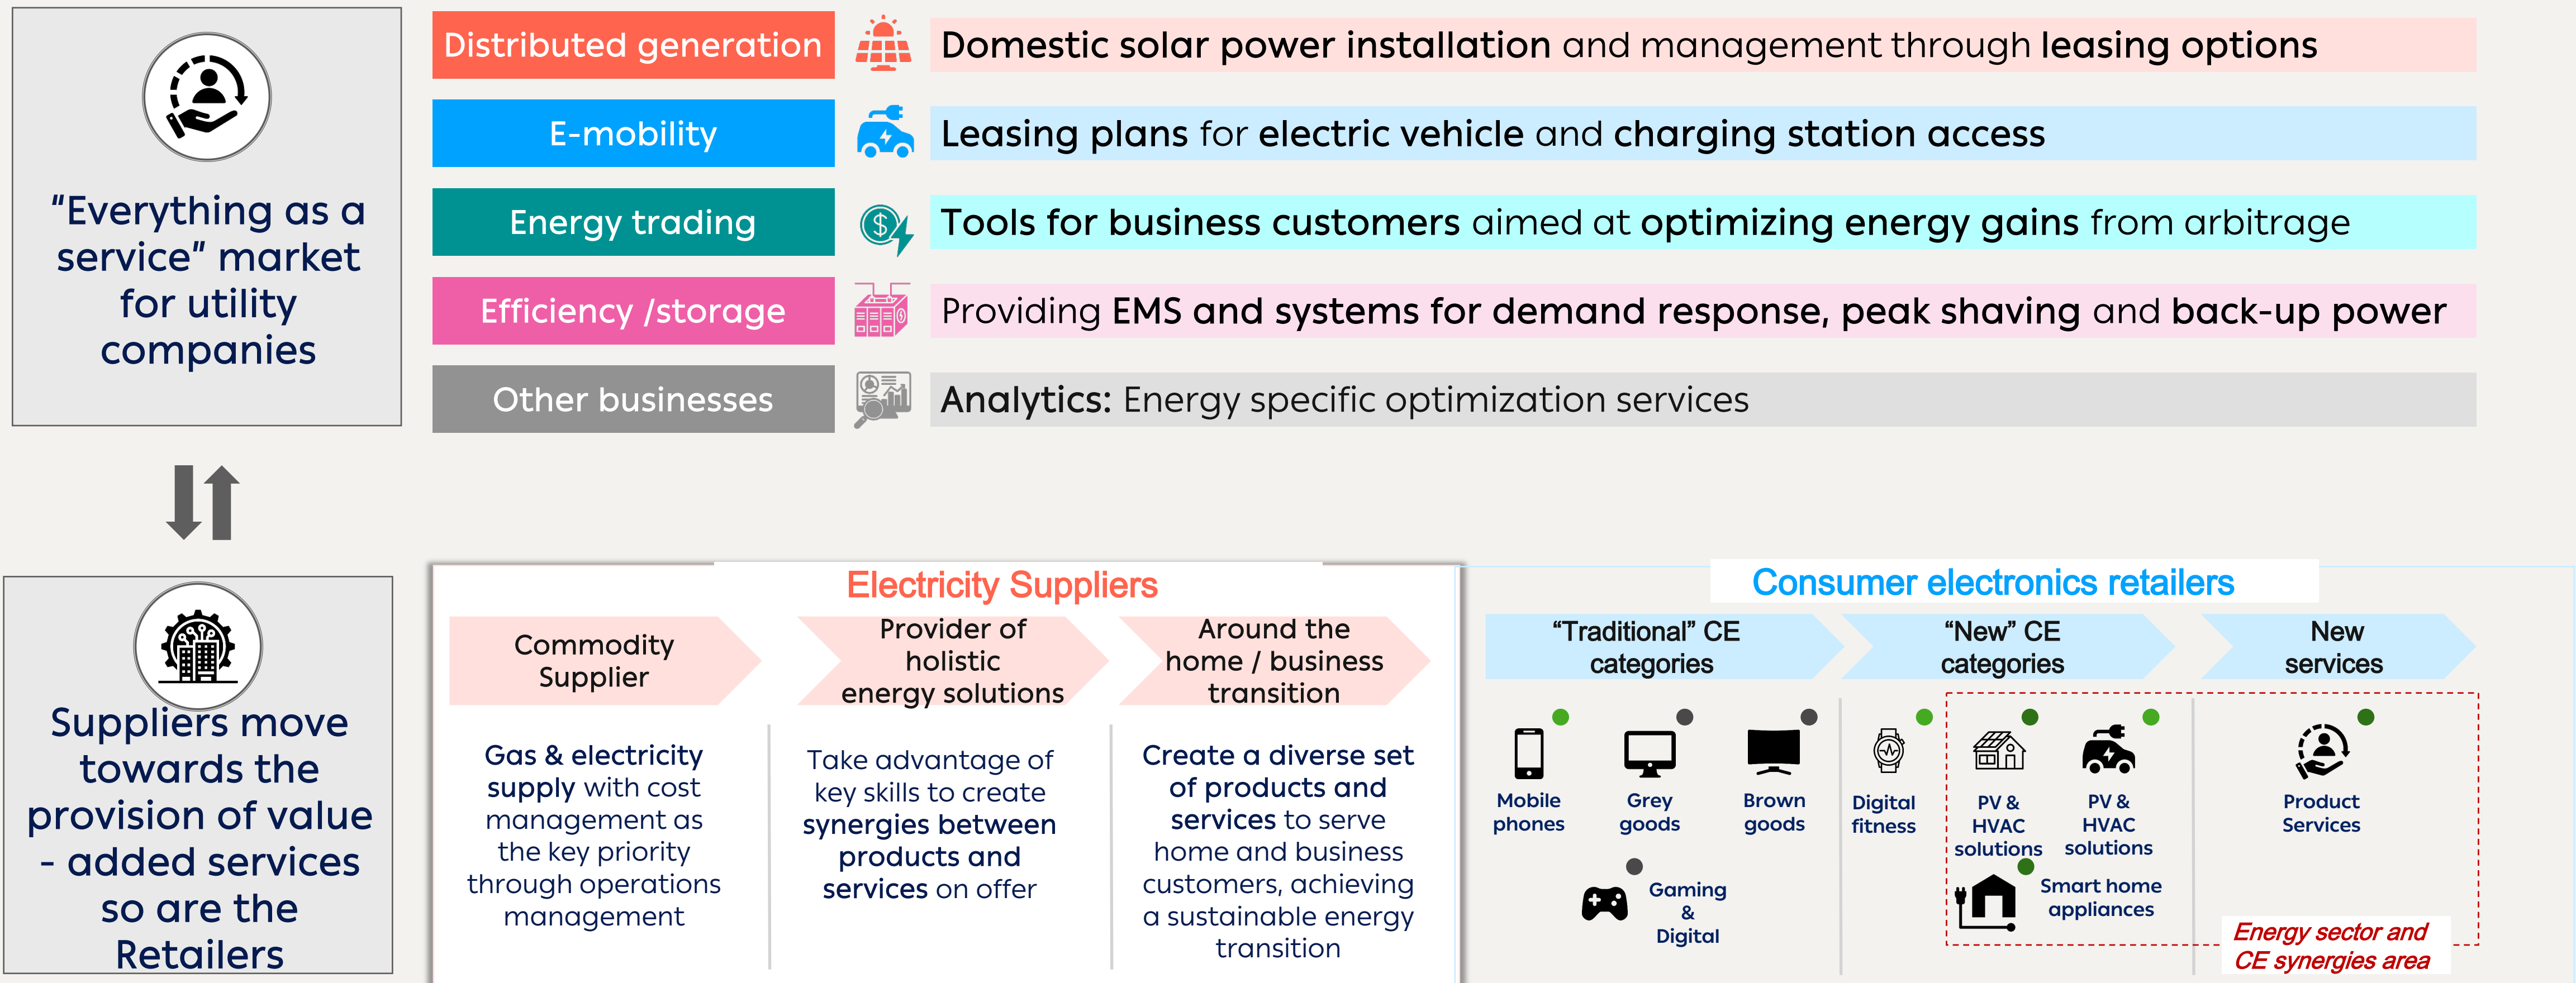 "Everything as a
service" market
for utility
companies
Distributed generation
Domestic solar power installation and management through leasing options
E-mobility
Leasing plans for electric vehicle and charging station access
Energy trading
$
Tools for business customers aimed at optimizing energy gains from arbitrage
Efficiency /storage
Providing EMS and systems for demand response, peak shaving and back-up power
Other businesses
Analytics: Energy specific optimization services
Suppliers move
towards the
provision of value
- added services
so are the
Retailers
Electricity Suppliers
Commodity
Supplier
Gas & electricity
supply with cost
management as
the key priority
through operations
management
Provider of
holistic
energy solutions
Take advantage of
key skills to create
synergies between
products and
services on offer
Around the
home / business
transition
Create a diverse set
of products and
services to serve
home and business
customers, achieving
a sustainable energy
transition
Consumer electronics retailers
“Traditional” CE
categories
Mobile
phones
Grey
goods
Brown
goods
Gaming
&
Digital
“New” CE
categories
Digital
fitness
PV &
HVAC
solutions
PV &
HVAC
solutions
Smart home
appliances
New
services
Product
Services
Energy sector and
CE synergies area